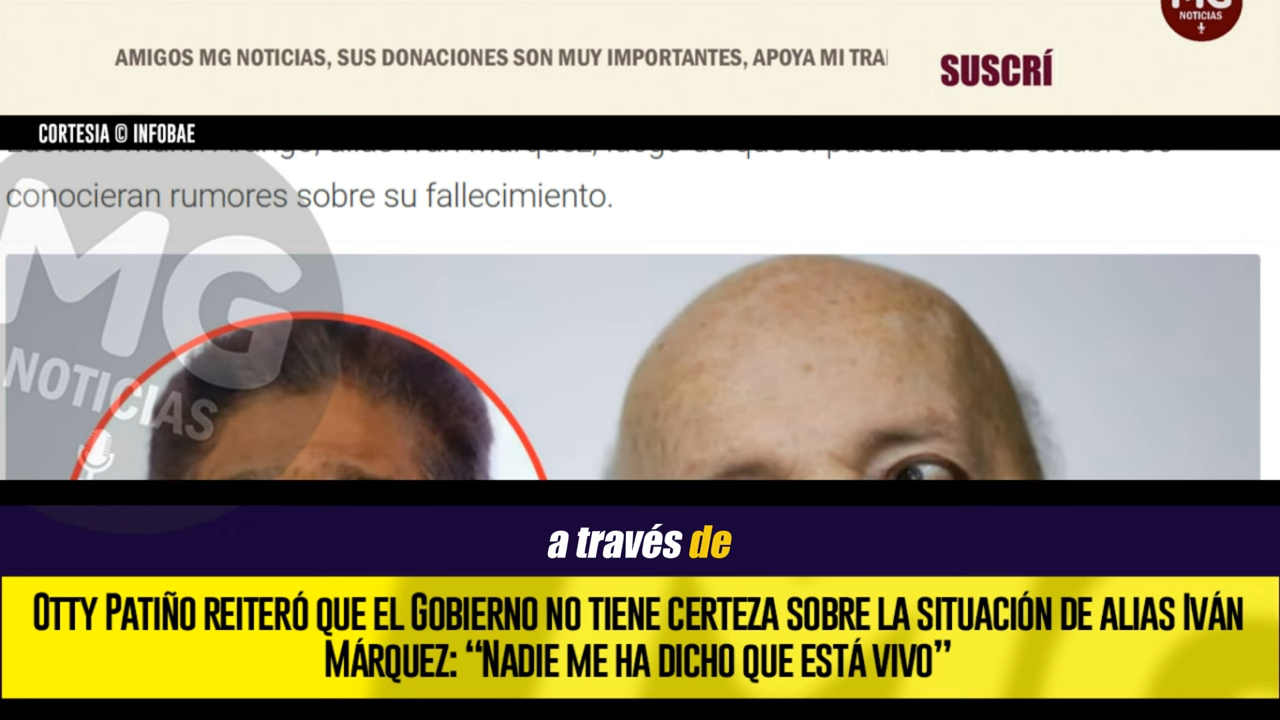 MG
NOTICIAS
AMIGOS MG NOTICIAS, SUS DONACIONES SON MUY IMPORTANTES, APOYA MI TRA
SUSCRÍ
CORTESIA © INFOBAE
conocieran rumores sobre su fallecimiento.
MG
NOTICIAS
a través de
OTTY PATIÑO REITERÓ QUE EL GOBIERNO NO TIENE CERTEZA SOBRE LA SITUACIÓN DE ALIAS IVÁN
MÁRQUEZ: “NADIE ME HA DICHO QUE ESTÁ VIVO”